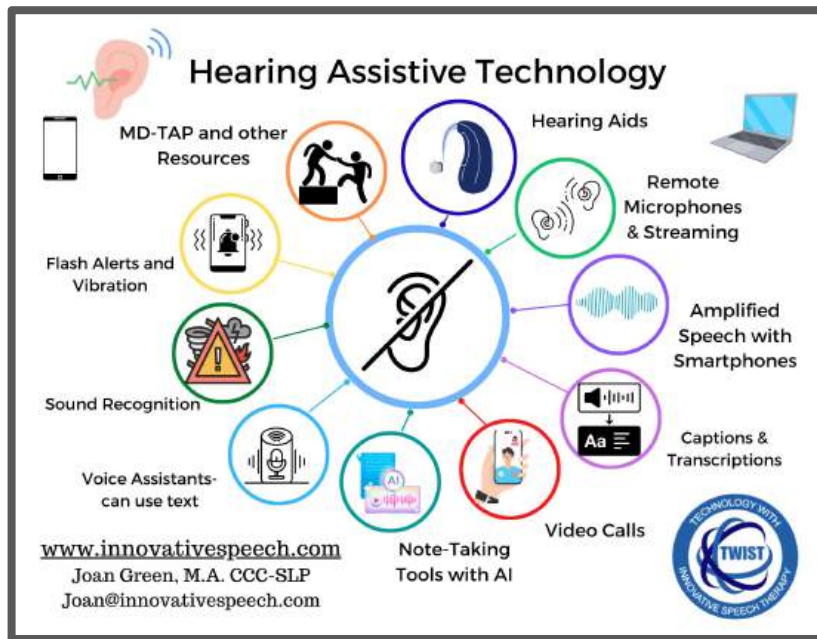 Hearing Assistive Technology
MD-TAP and other
Resources
Hearing Aids
Remote
Microphones
& Streaming
Flash Alerts and
Vibration
Amplified
Speech with
Smartphones
Sound Recognition
Aa
Captions &
Transcriptions
Voice Assistants-
can use text
AI
Note-Taking
Tools with AI
Video Calls
www.innovativespeech.com
Joan Green, M.A. CCC-SLP
Joan@innovativespeech.com
TECHNOLOGY WITH
TWIST
INNOVATIVE SPEECH THERAPY